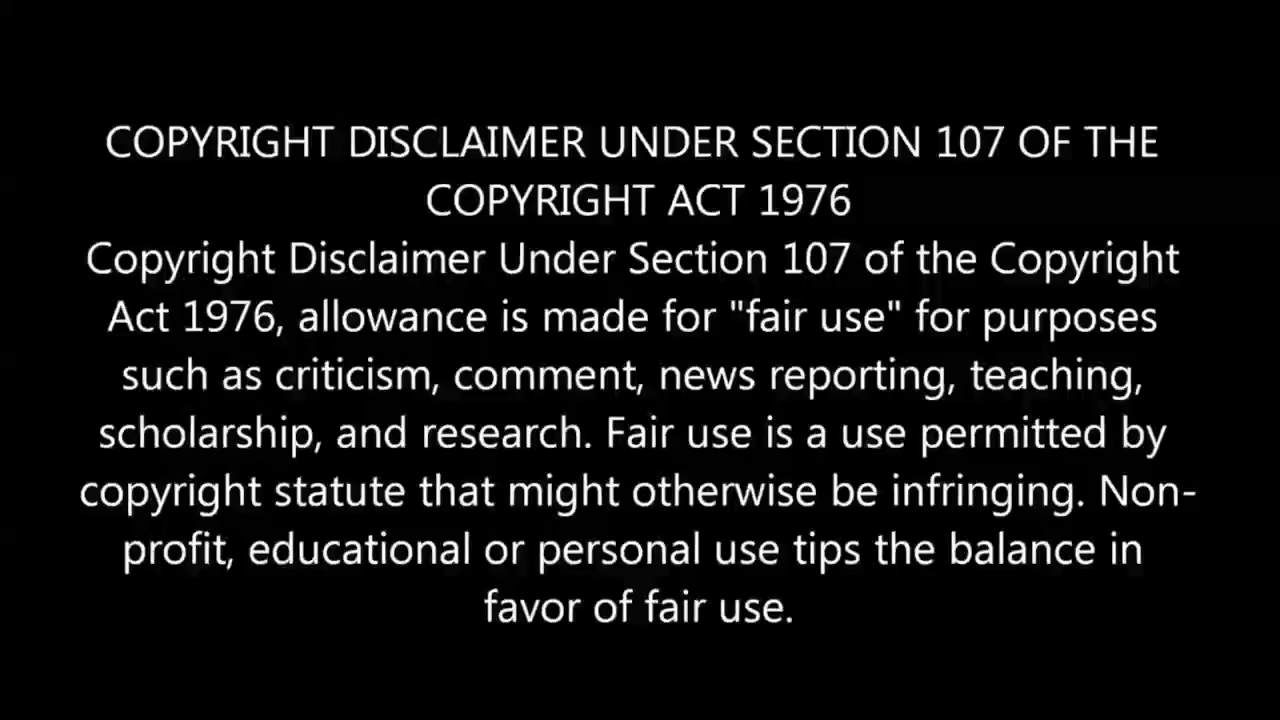 COPYRIGHT DISCLAIMER UNDER SECTION 107 OF THE
COPYRIGHT ACT 1976
Copyright Disclaimer Under Section 107 of the Copyright
Act 1976, allowance is made for "fair use" for purposes
such as criticism, comment, news reporting, teaching,
scholarship, and research. Fair use is a use permitted by
copyright statute that might otherwise be infringing. Non-
profit, educational or personal use tips the balance in
favor of fair use.